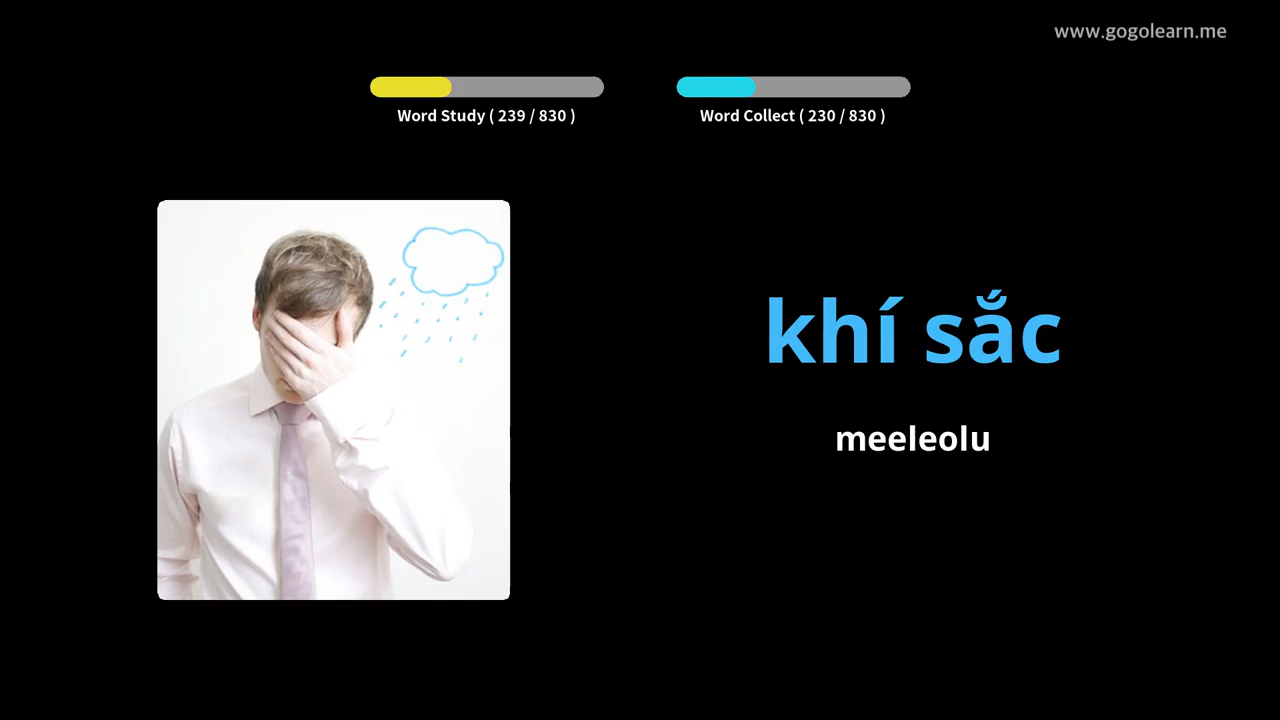 www.gogolearn.me
Word Study ( 239 / 830 )
Word Collect ( 230 / 830 )
khí sắc
meeleolu